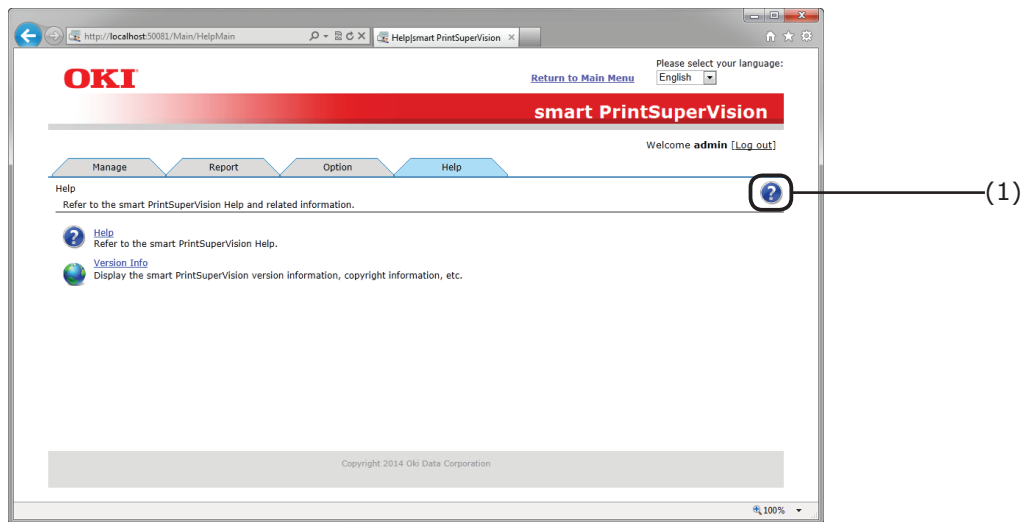 http://localhost:50081/Main/HelpMain
Help|smart PrintSuperVision
OKI
Return to Main Menu
Please select your language:
English
smart PrintSuperVision
Welcome admin [Log out]
Manage Report Option Help
Help
Refer to the smart PrintSuperVision Help and related information.
(1)
Help
Refer to the smart PrintSuperVision Help.
Version Info
Display the smart PrintSuperVision version information, copyright information, etc.
Copyright 2014 Oki Data Corporation
100%